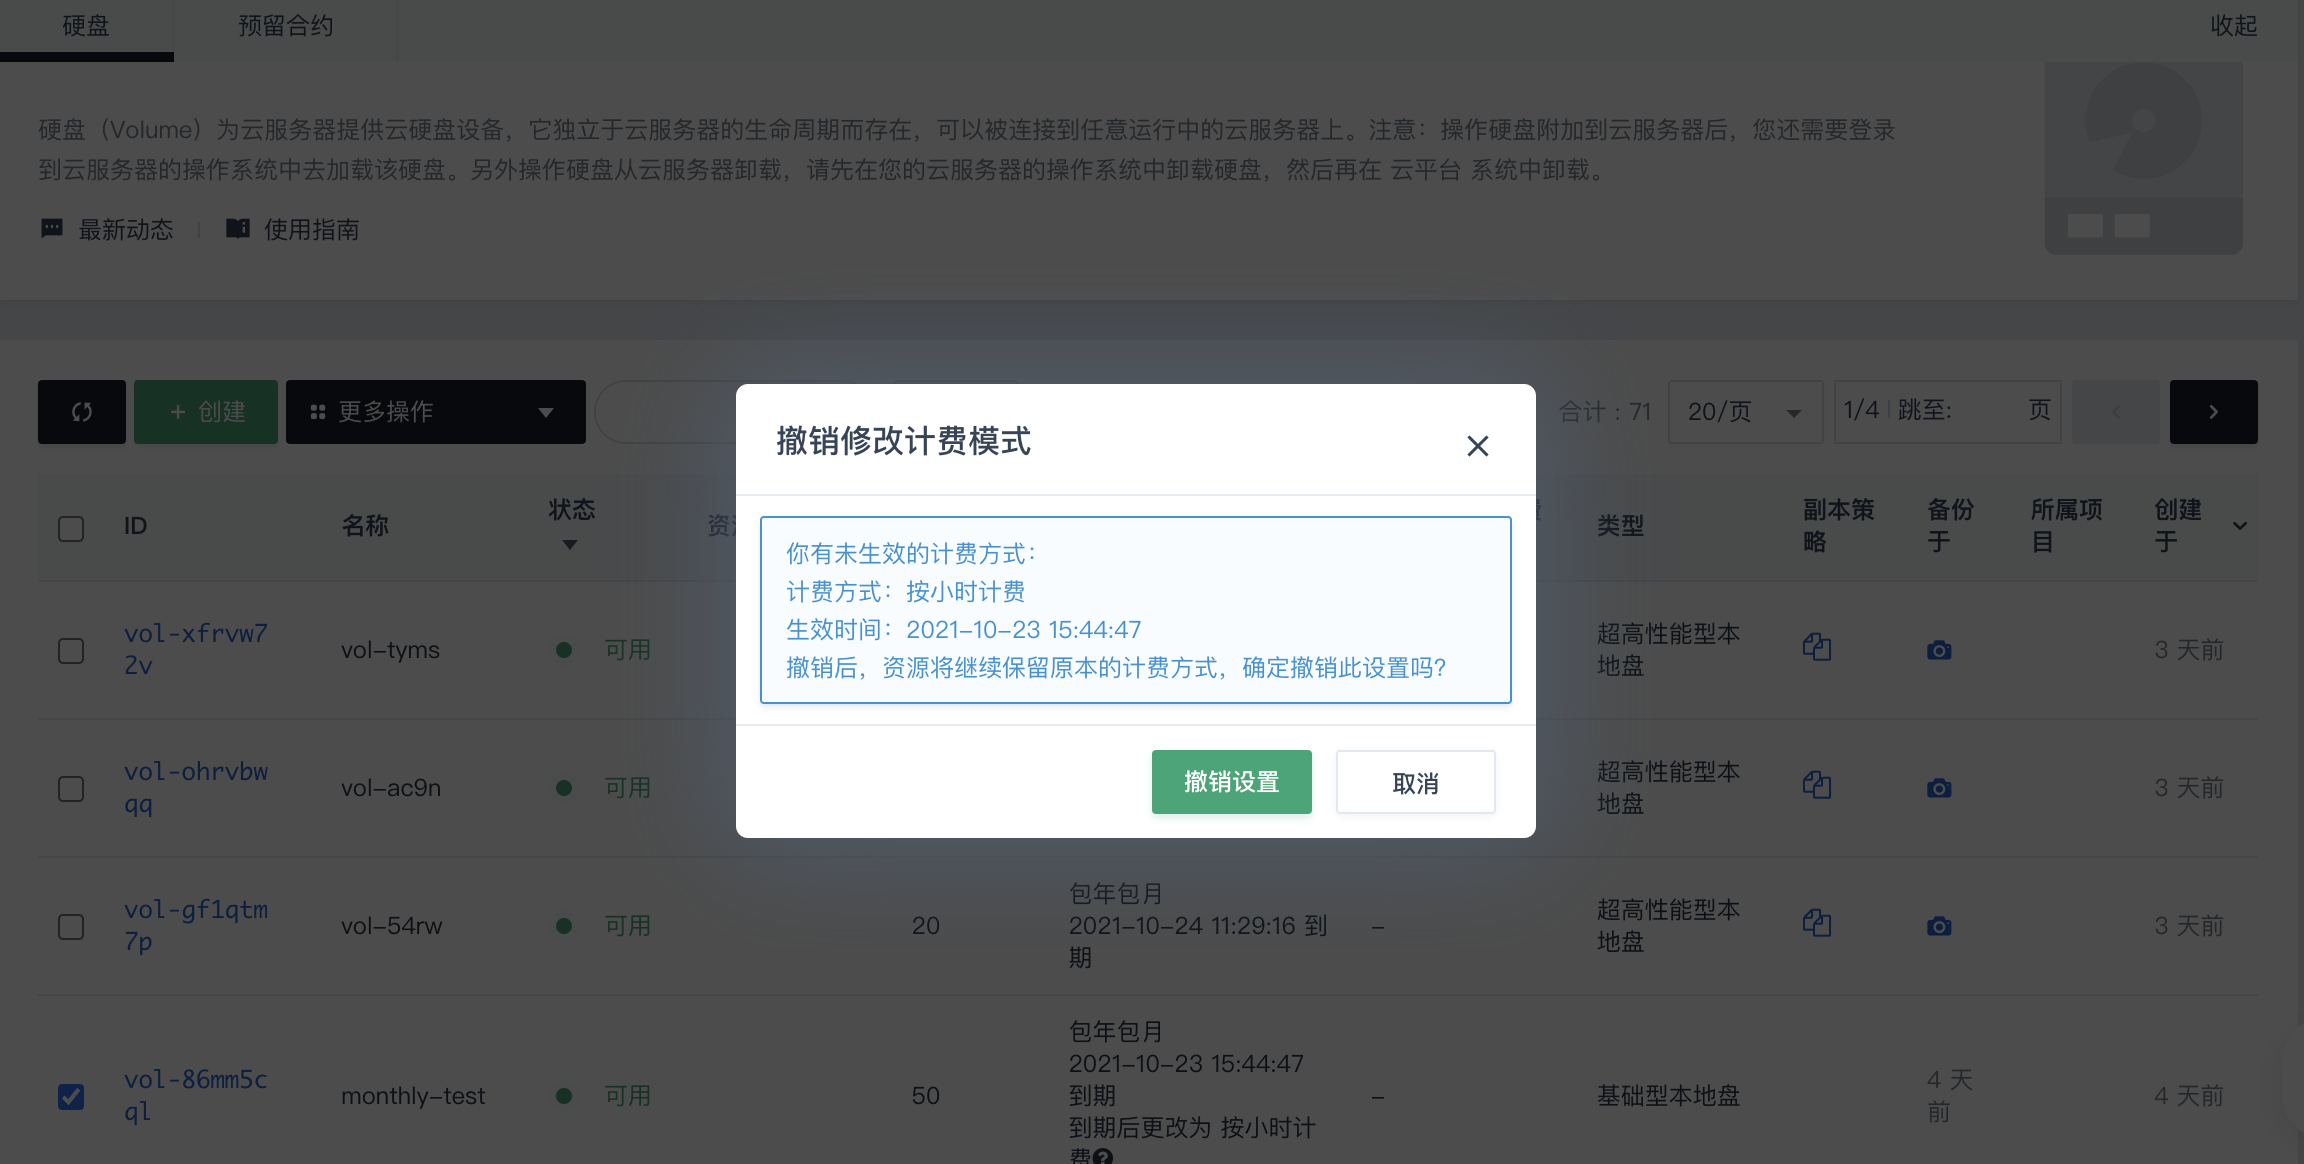 硬盘
预留合约
收起
硬盘（Volume）为云服务器提供云硬盘设备，它独立于云服务器的生命周期而存在，可以被连接到任意运行中的云服务器上。注意：操作硬盘附加到云服务器后，您还需要登录
到云服务器的操作系统中去加载该硬盘。另外操作硬盘从云服务器卸载，请先在您的云服务器的操作系统中卸载硬盘，然后再在 云平台 系统中卸载。
最新动态
使用指南
+ 创建
更多操作
合计：71
20/页
1/4
跳至:
页
撤销修改计费模式
你有未生效的计费方式：
计费方式：按小时计费
生效时间：2021-10-23 15:44:47
撤销后，资源将继续保留原本的计费方式，确定撤销此设置吗?
撤销设置
取消
ID
名称
状态
类型
副本策
略
备份
于
所属项
目
创建
于
vol-xfrvw7
2v
vol-tyms
可用
超高性能型本
地盘
3 天前
vol-ohrvbw
qq
vol-ac9n
可用
超高性能型本
地盘
3 天前
vol-gf1qtm
7p
vol-54rw
可用
20
包年包月
2021-10-24 11:29:16 到
期
-
超高性能型本
地盘
3 天前
vol-86mm5c
ql
monthly-test
可用
50
包年包月
2021-10-23 15:44:47
到期
到期后更改为 按小时计
费
-
基础型本地盘
4 天
前
4 天前